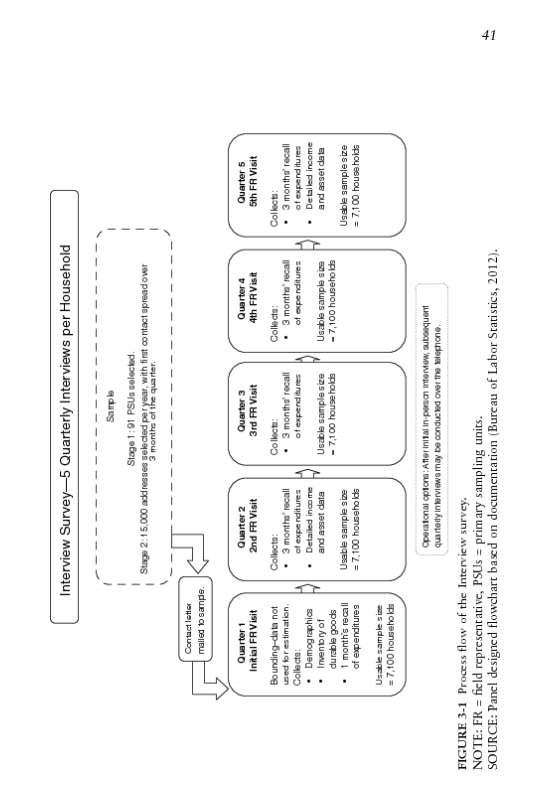 41
Interview Survey—5 Quarterly Interviews per Household
Sample
Stage 1: 91 PSUs selected.
Stage 2: 15,000 addresses selected per year, with first contact spread over
3 months of the quarter.
Contact letter
mailed to sample.
Quarter 1
Initial FR Visit
Bounding–data not
used for estimation.
Collects:
• Demographics
• Inventory of
durable goods
• 1 month's recall
of expenditures
Usable sample size
= 7,100 households
Quarter 2
2nd FR Visit
Collects:
• 3 months' recall
of expenditures
• Detailed income
and asset data
Usable sample size
= 7,100 households
Quarter 3
3rd FR Visit
Collects:
• 3 months' recall
of expenditures
Usable sample size
= 7,100 households
Quarter 4
4th FR Visit
Collects:
• 3 months' recall
of expenditures
Usable sample size
= 7,100 households
Quarter 5
5th FR Visit
Collects:
• 3 months' recall
of expenditures
• Detailed income
and asset data
Usable sample size
= 7,100 households
Operational options: After initial in-person interview, subsequent
quarterly interviews may be conducted over the telephone.
FIGURE 3-1 Process flow of the Interview survey.
NOTE: FR = field representative, PSUs = primary sampling units.
SOURCE: Panel designed flowchart based on documentation (Bureau of Labor Statistics, 2012).